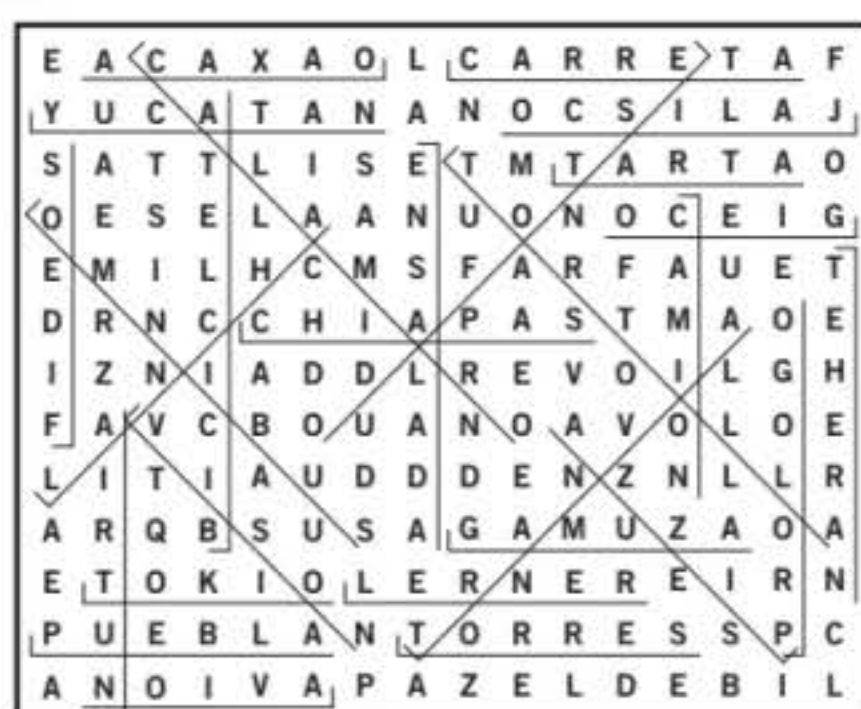 E A C A X A O L C A R R E T A F
Y U C A T A N A N O C S I L A J
S A T T L I S E T M T A R T A O
O E S E L A A N U O N O C E I G
E M I L H C M S F A R F A U E T
D R N C C H I A P A S T M A O E
I Z N I A D D L R E V O I L G H
F A V C B O U A N O A V O L O E
L I T I A U D D D E N Z N L L R
A R Q B S U S A G A M U Z A O A
E T O K I O L E R N E R E I R N
P U E B L A N T O R R E S S P C
A N O I V A P A Z E L D E B I L